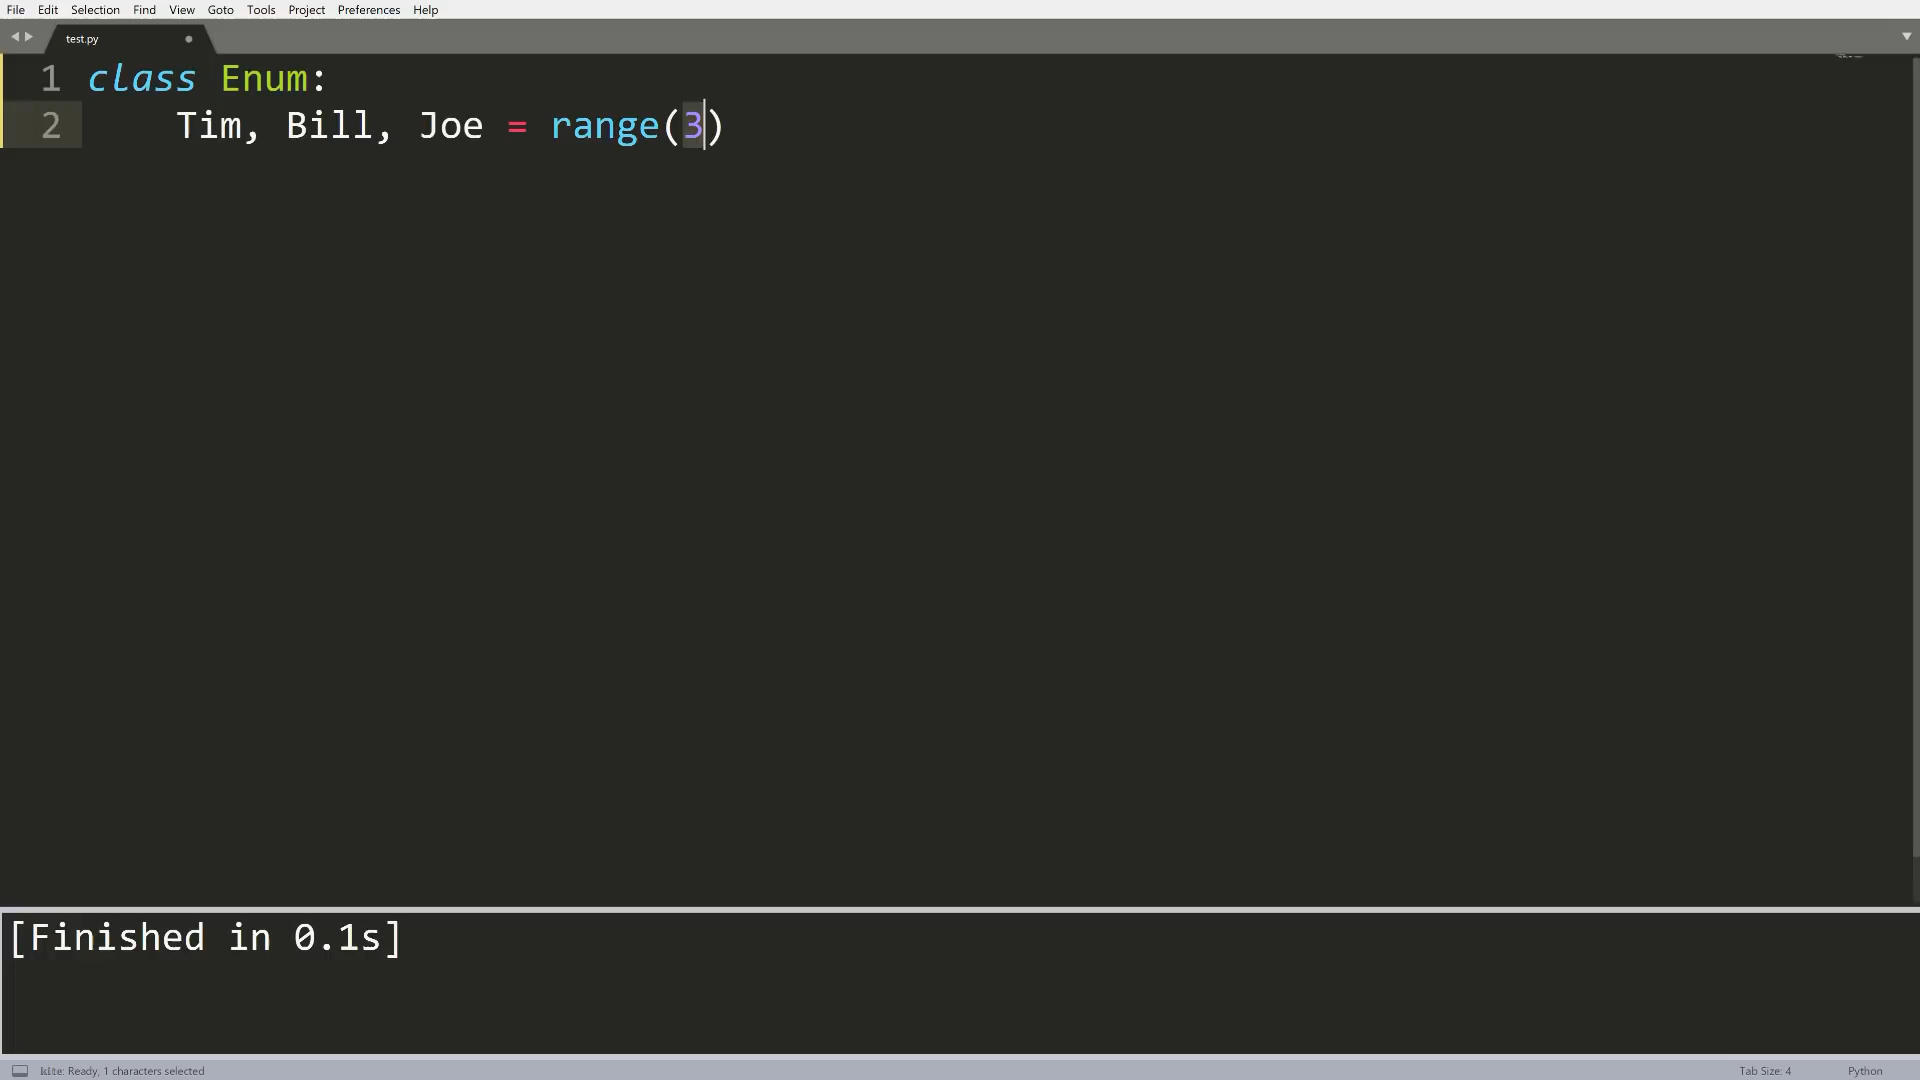 File Edit Selection Find View Goto Tools Project Preferences Help
test.py
1 class Enum:
2 Tim, Bill, Joe = range(3)
[Finished in 0.1s]
kite: Ready, 1 characters selected
Tab Size: 4
Python